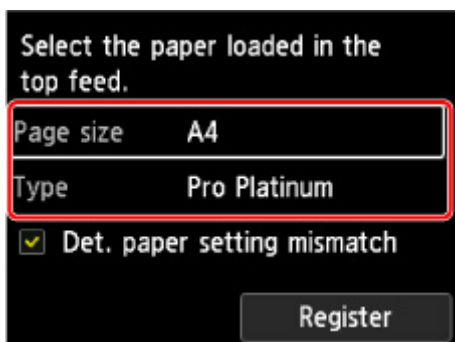 Select the paper loaded in the
top feed.
Page size A4
Type Pro Platinum
Det. paper setting mismatch
Register